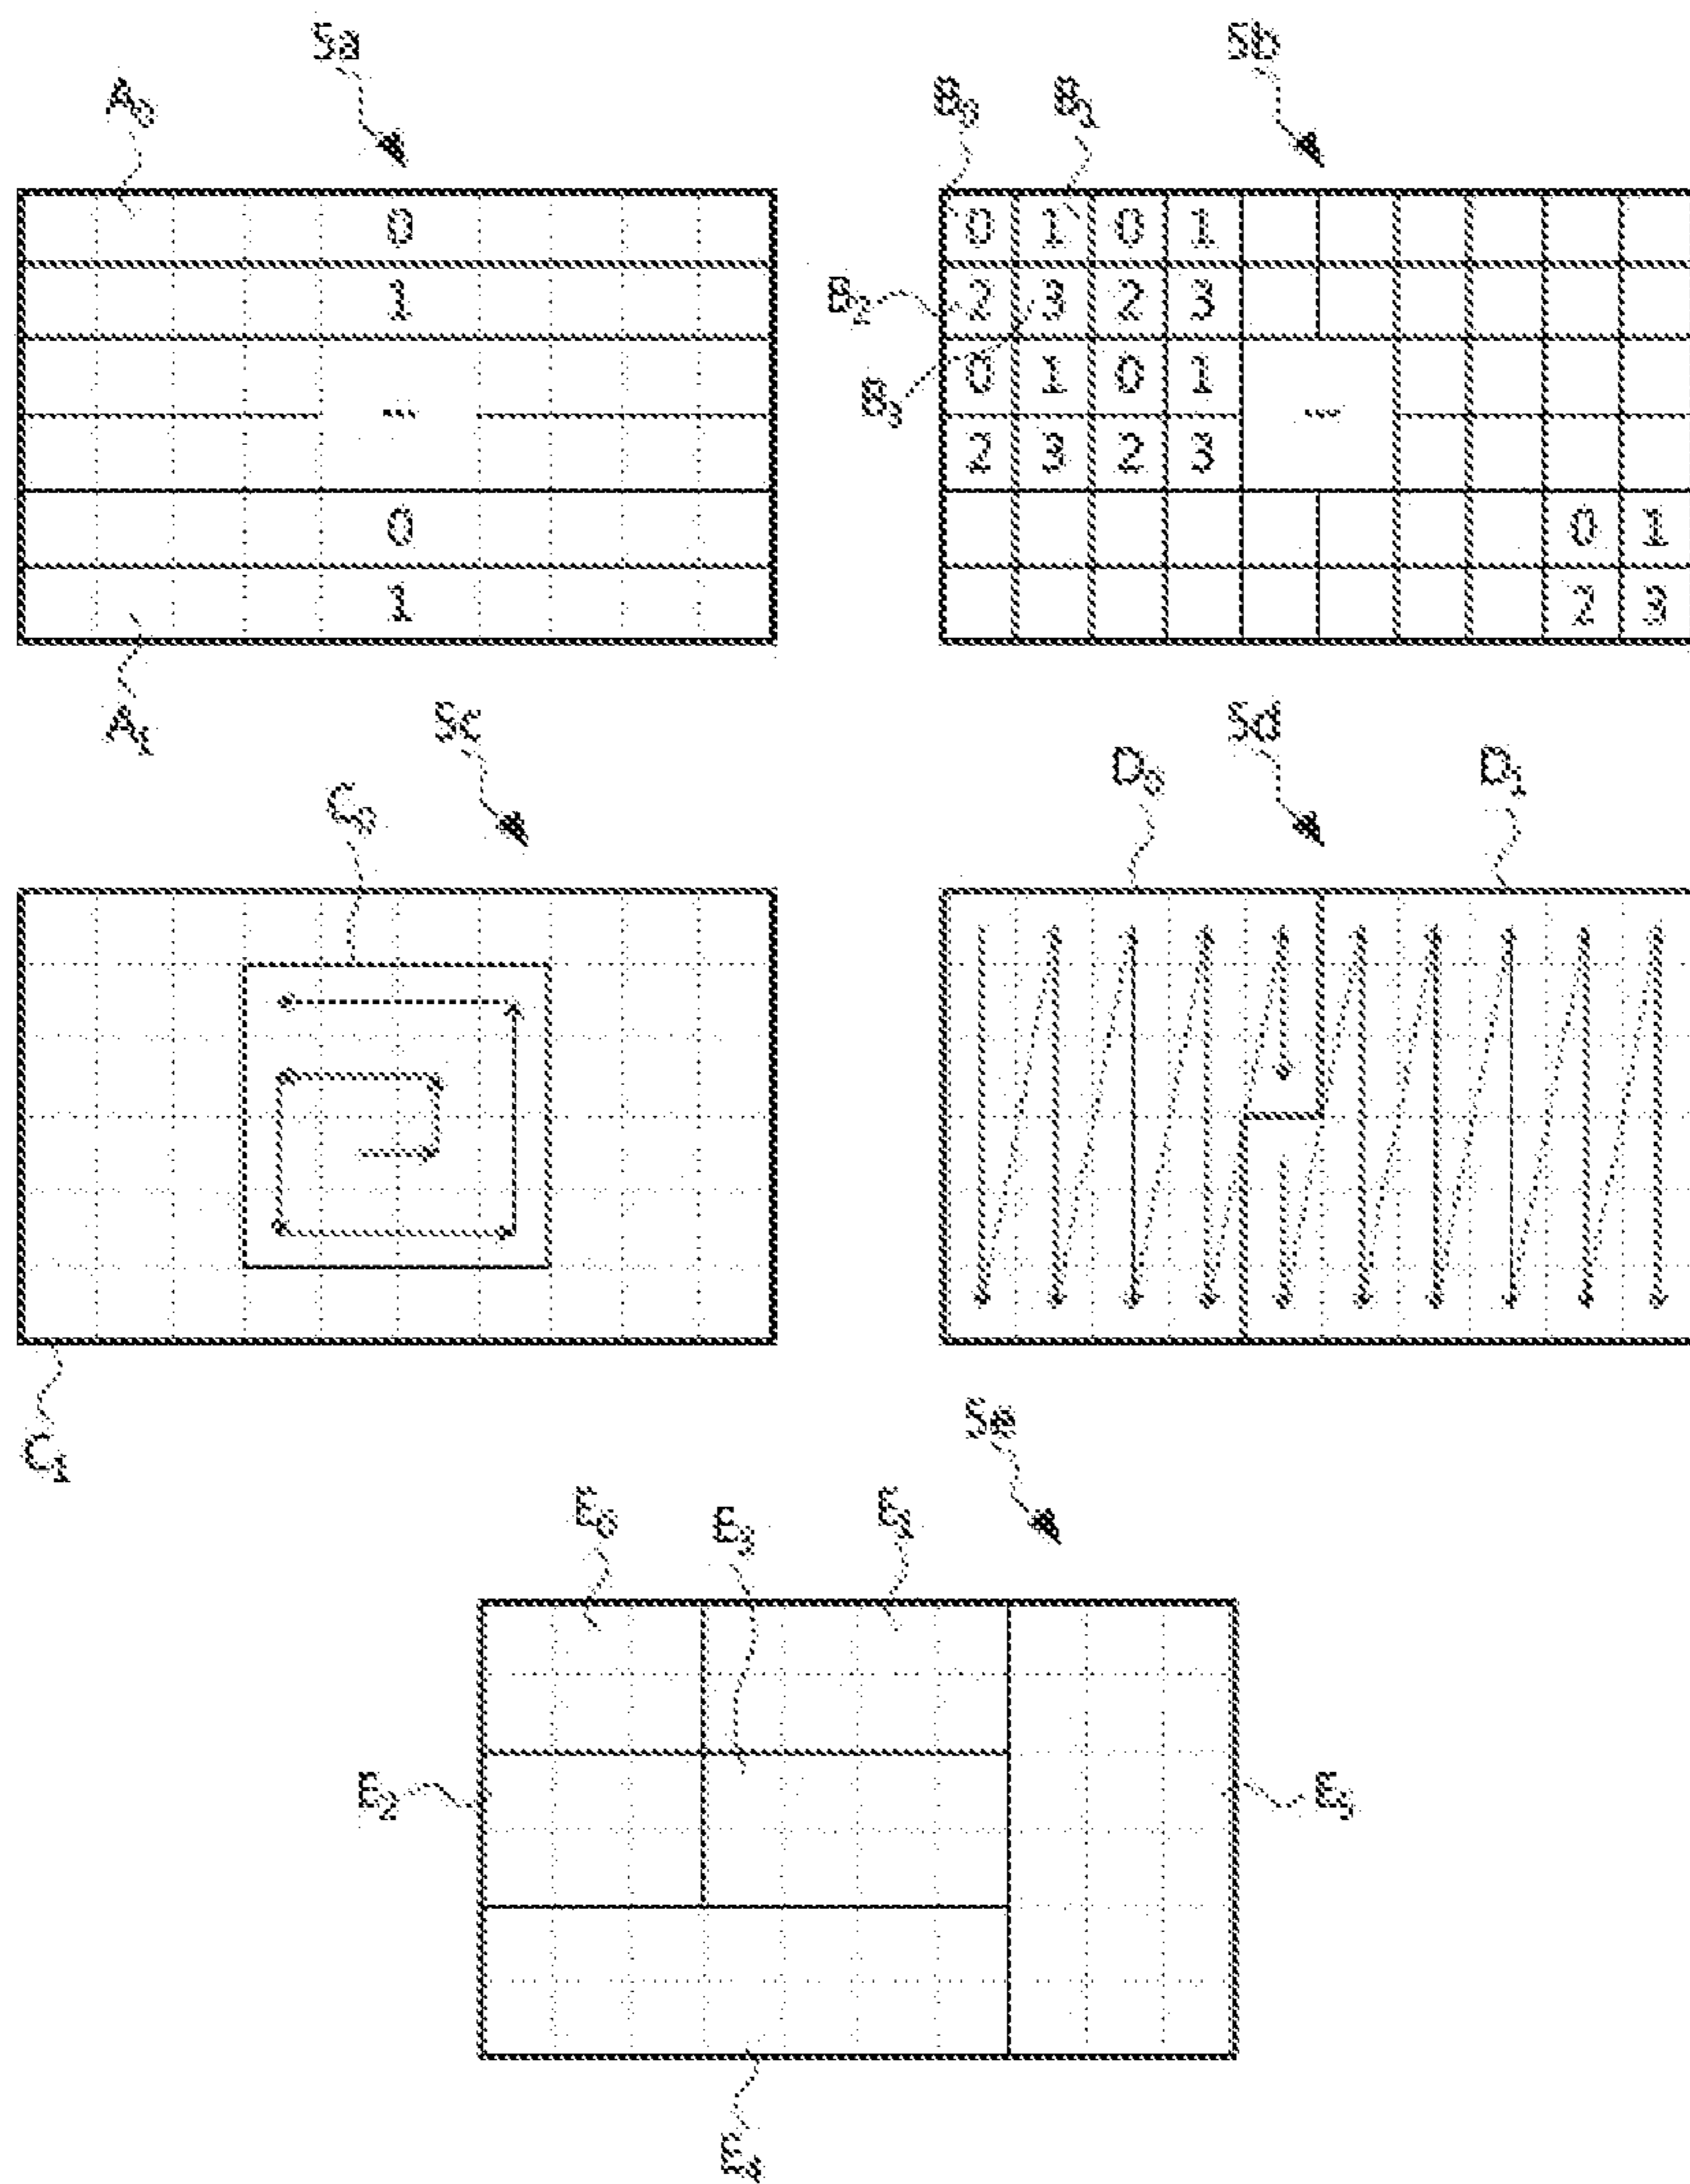 Sa
Sb
A₀
B₀ B₁
0
1
...
0
1
0 1 0 1
B₂ 2 3 2 3
0 1 0 1
B₃
2 3 2 3
...
0 1
2 3
A₁
Sc
Sd
C₀
D₀ D₁
C₁
Se
E₀ E₃ E₁
E₂
E₅
E₄